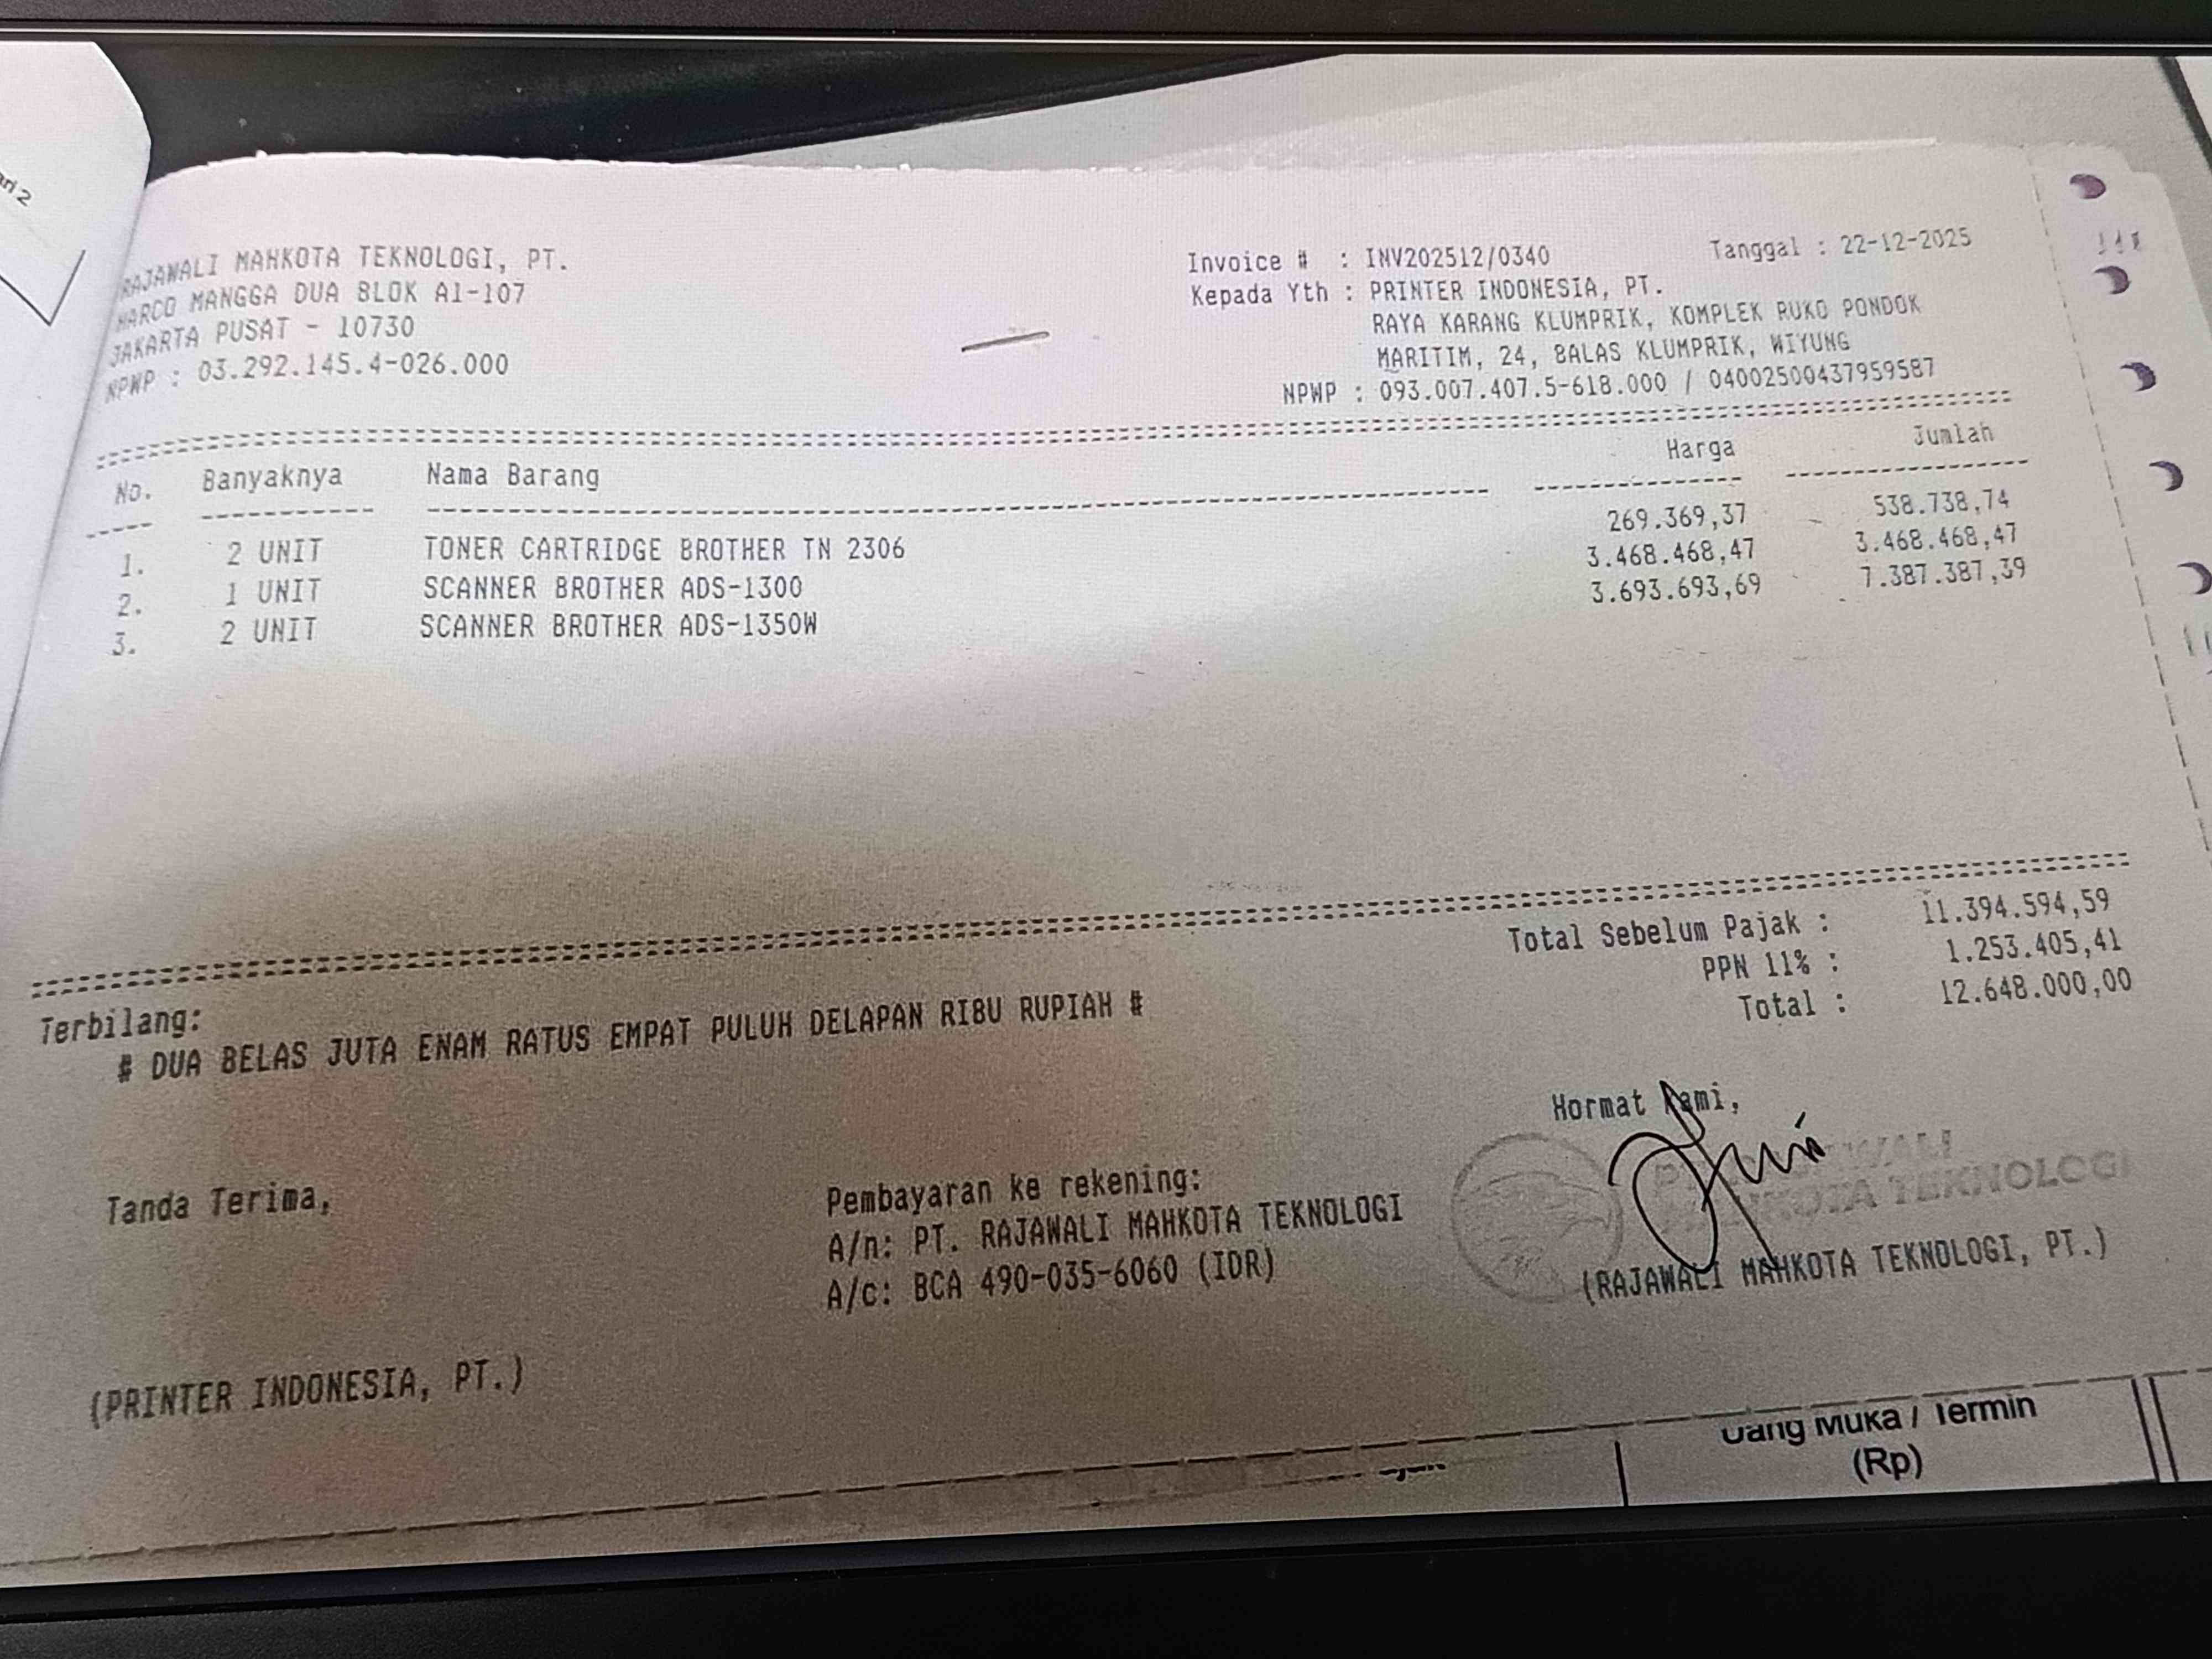 ari 2
RAJAWALI MAHKOTA TEKNOLOGI, PT.
HARCO MANGGA DUA BLOK A1-107
JAKARTA PUSAT - 10730
NPWP : 03.292.145.4-026.000
Invoice # : INV202512/0340 Tanggal : 22-12-2025
Kepada Yth : PRINTER INDONESIA, PT.
RAYA KARANG KLUMPRIK, KOMPLEK RUKO PONDOK
MARITIM, 24, BALAS KLUMPRIK, WIYUNG
NPWP : 093.007.407.5-618.000 / 04002500437959587
No. Banyaknya Nama Barang Harga Jumlah
1. 2 UNIT TONER CARTRIDGE BROTHER TN 2306 269.369,37 538.738,74
2. 1 UNIT SCANNER BROTHER ADS-1300 3.468.468,47 3.468.468,47
3. 2 UNIT SCANNER BROTHER ADS-1350W 3.693.693,69 7.387.387,39
Total Sebelum Pajak : 11.394.594,59
PPN 11% : 1.253.405,41
Total : 12.648.000,00
Terbilang:
# DUA BELAS JUTA ENAM RATUS EMPAT PULUH DELAPAN RIBU RUPIAH #
Hormat Kami,
Tanda Terima,
Pembayaran ke rekening:
A/n: PT. RAJAWALI MAHKOTA TEKNOLOGI
A/c: BCA 490-035-6060 (IDR)
PT. RAJAWALI
MAHKOTA TEKNOLOGI
(RAJAWALI MAHKOTA TEKNOLOGI, PT.)
(PRINTER INDONESIA, PT.)
Uang Muka / Termin
(Rp)